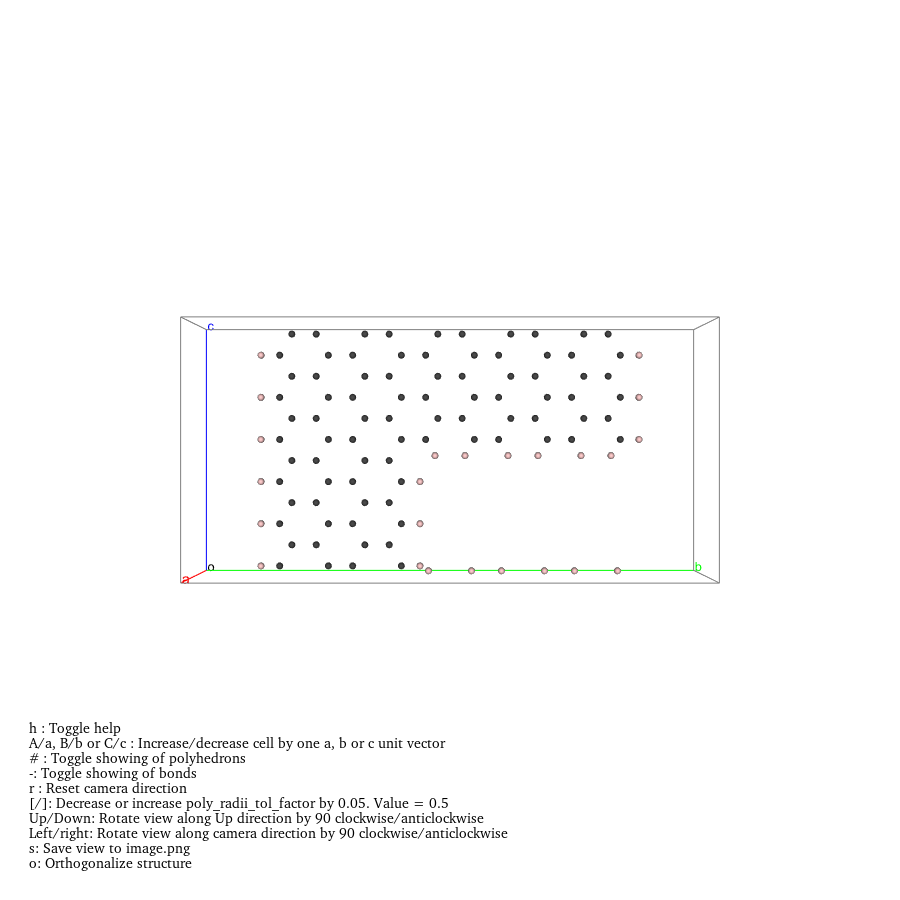 c
o
b
a
h : Toggle help
A/a, B/b or C/c : Increase/decrease cell by one a, b or c unit vector
# : Toggle showing of polyhedrons
-: Toggle showing of bonds
r : Reset camera direction
[/]: Decrease or increase poly_radii_tol_factor by 0.05. Value = 0.5
Up/Down: Rotate view along Up direction by 90 clockwise/anticlockwise
Left/right: Rotate view along camera direction by 90 clockwise/anticlockwise
s: Save view to image.png
o: Orthogonalize structure